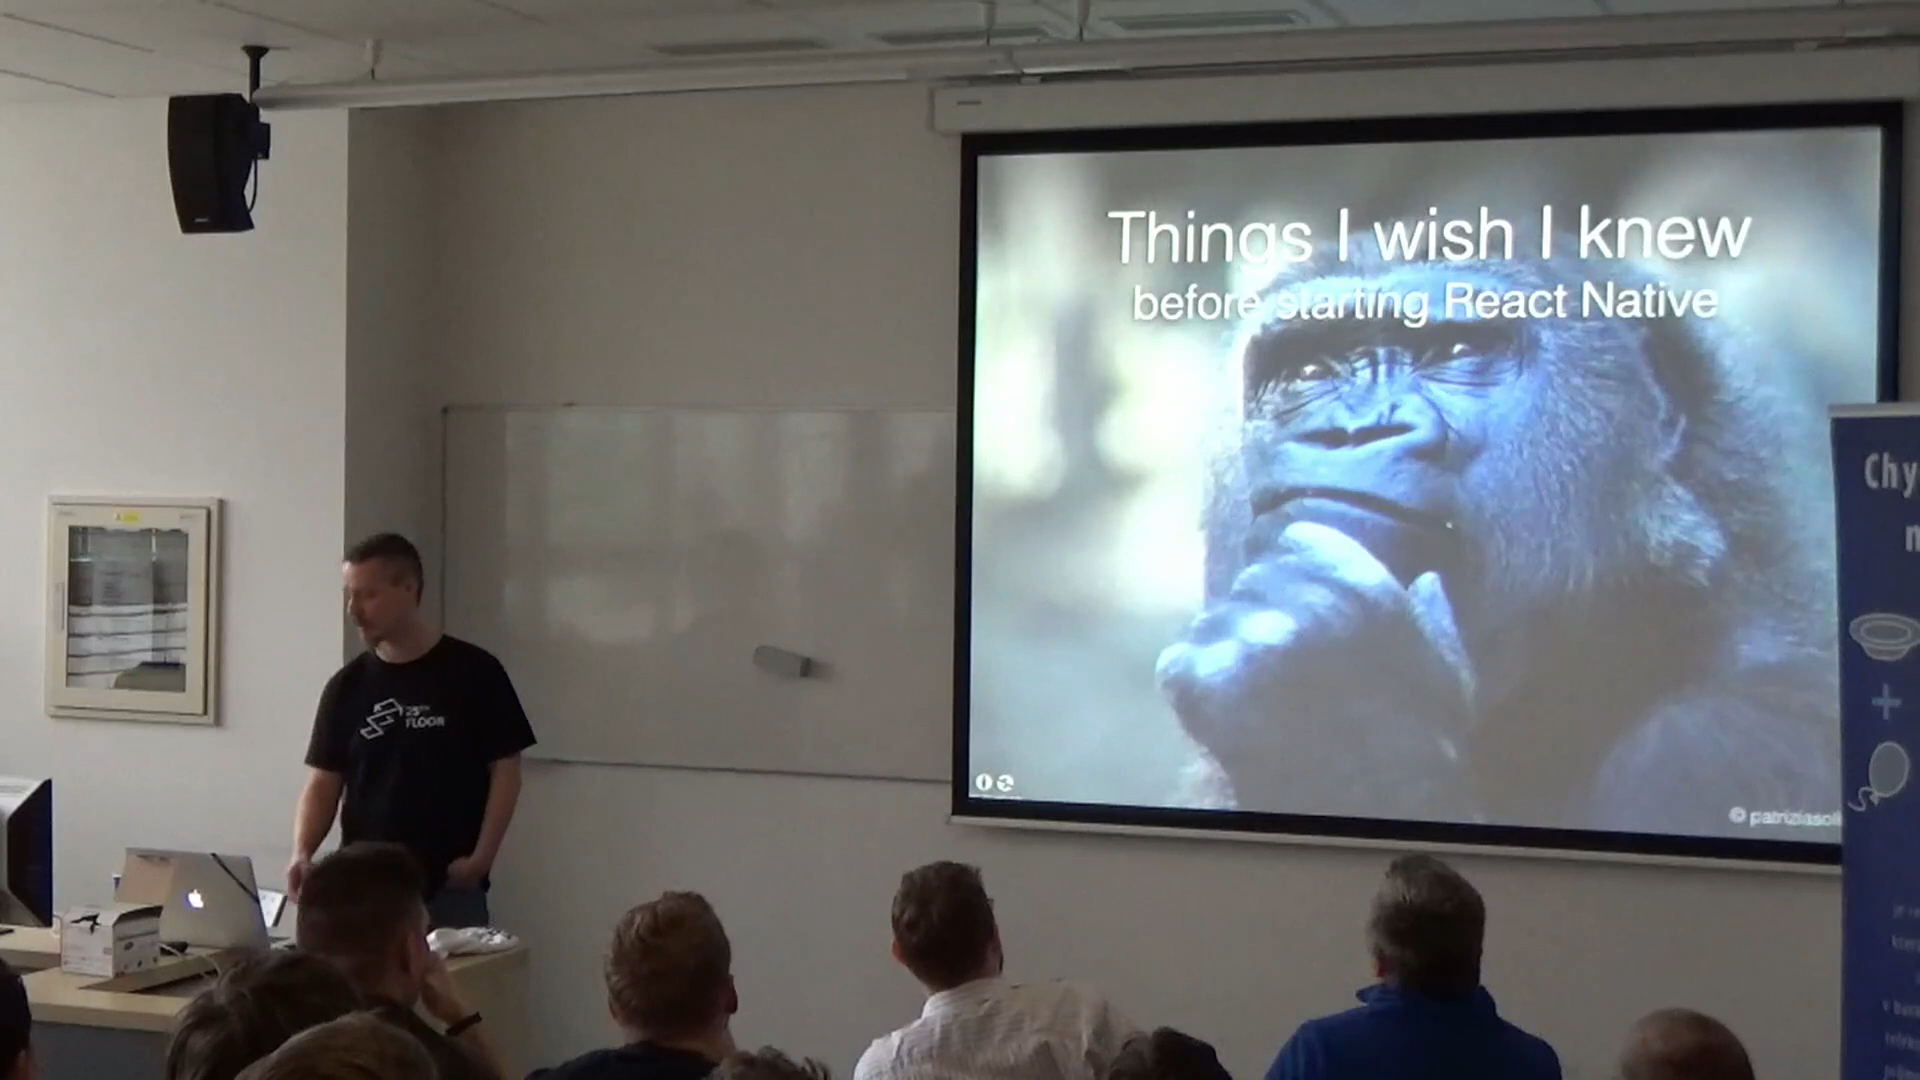 Things I wish I knew
before starting React Native
25TH
FLOOR
Chy
+